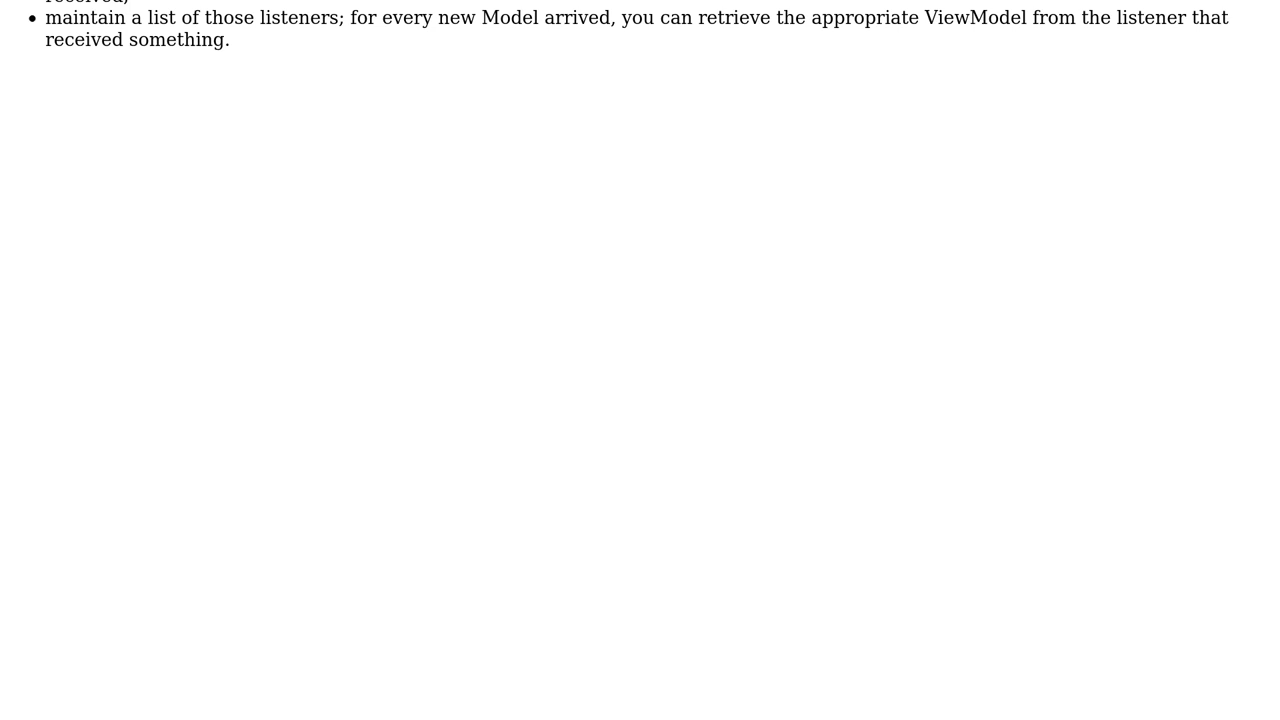 received;
• maintain a list of those listeners; for every new Model arrived, you can retrieve the appropriate ViewModel from the listener that
received something.